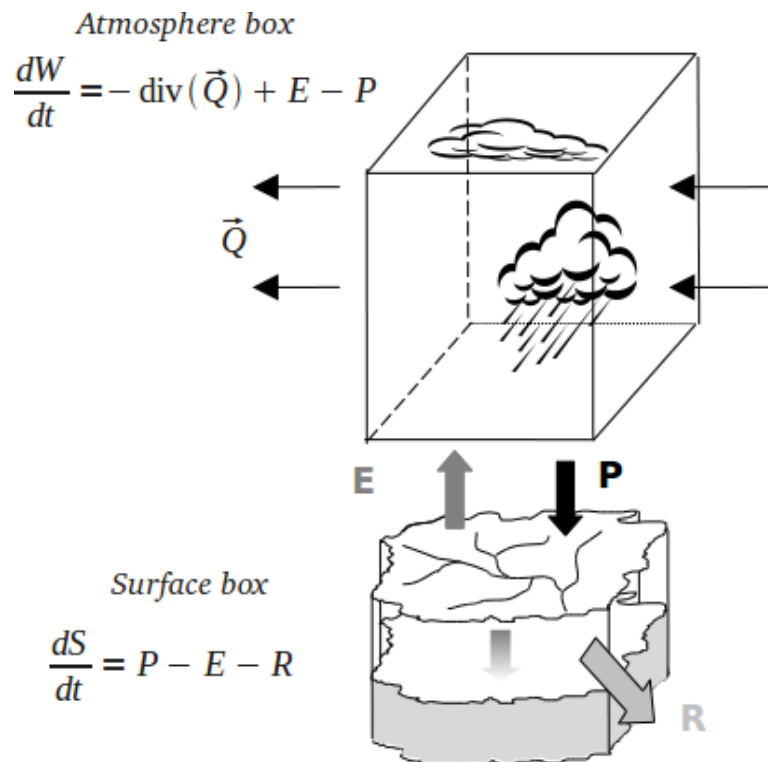 Atmosphere box
dW/dt = − div(Q⃗) + E − P
Q⃗
E
P
Surface box
dS/dt = P − E − R
R